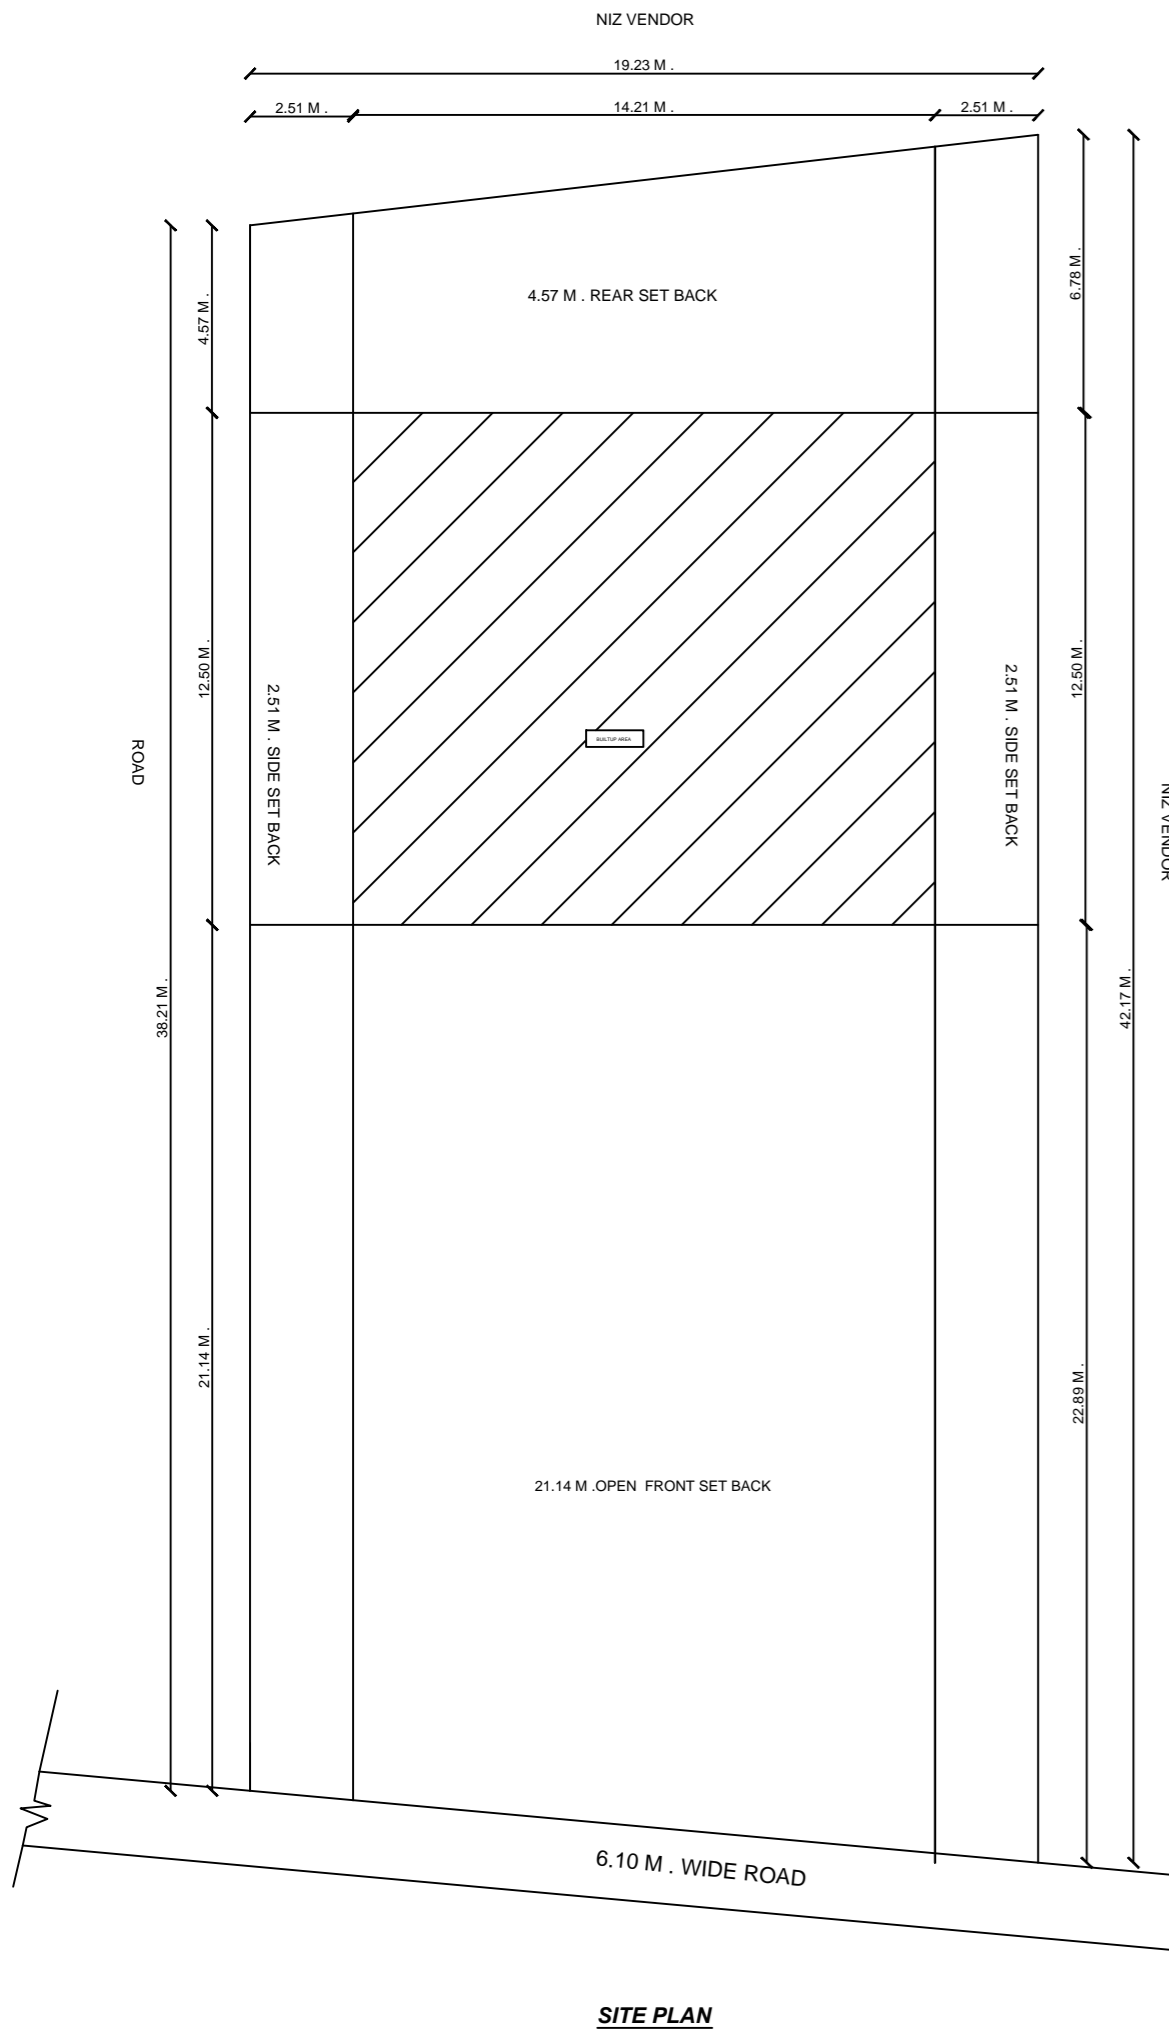 NIZ VENDOR
19.23 M .
2.51 M .
14.21 M .
2.51 M .
4.57 M .
6.78 M .
4.57 M . REAR SET BACK
12.50 M .
12.50 M .
2.51 M . SIDE SET BACK
2.51 M . SIDE SET BACK
BUILTUP AREA
ROAD
NIZ VENDOR
38.21 M .
42.17 M .
21.14 M .
22.89 M .
21.14 M .OPEN FRONT SET BACK
6.10 M . WIDE ROAD
SITE PLAN